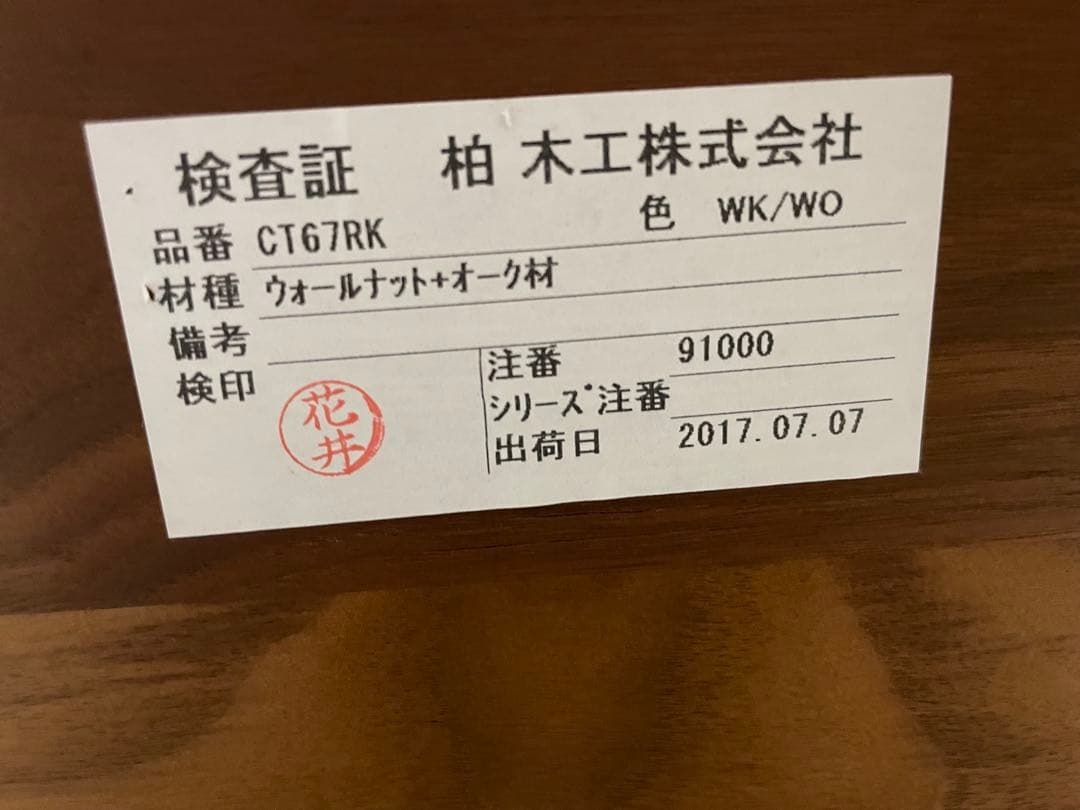 検査証 柏木工株式会社
品番 CT67RK 色 WK/WO
材種 ウォールナット+オーク材
備考
検印 花井
注番 91000
シリーズ注番
出荷日 2017.07.07